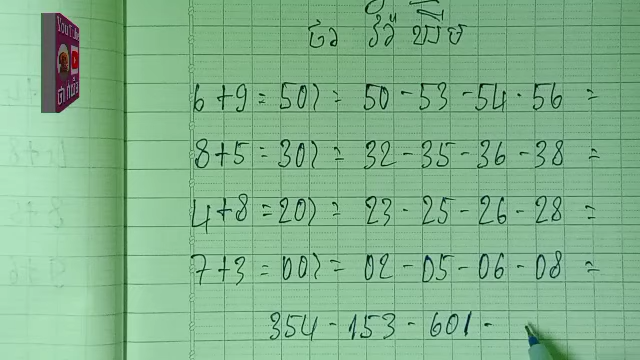 YouTube
6+9 = 50) = 50 - 53 - 54 - 56 =
8+5 = 30) = 32 - 35 - 36 - 38 =
4+8 = 20) = 23 - 25 - 26 - 28 =
7+3 = 00) = 02 - 05 - 06 - 08 =
354 - 153 - 601 -